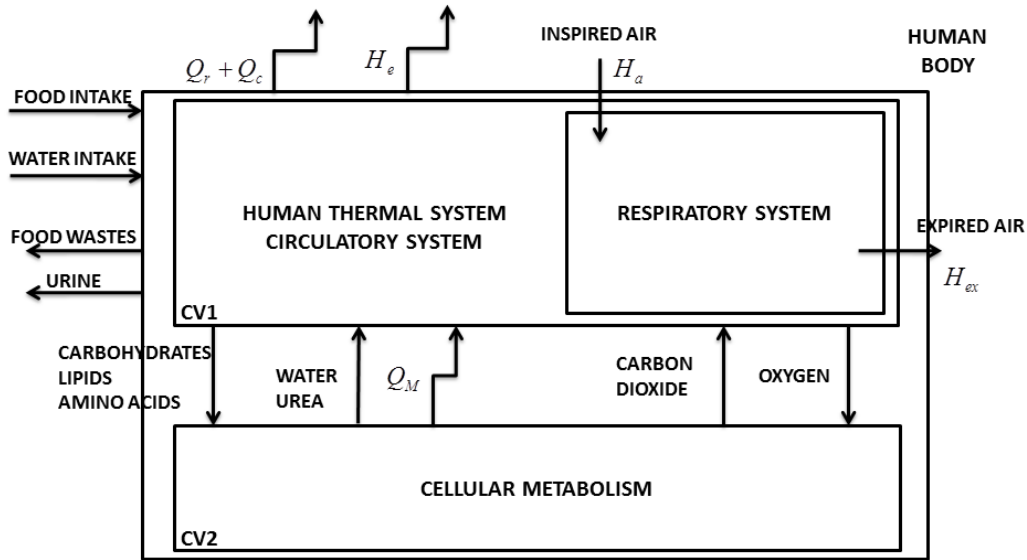 INSPIRED AIR
HUMAN
BODY
Q_r + Q_c
H_e
H_a
FOOD INTAKE
WATER INTAKE
HUMAN THERMAL SYSTEM
CIRCULATORY SYSTEM
RESPIRATORY SYSTEM
FOOD WASTES
EXPIRED AIR
URINE
H_ex
CV1
CARBOHYDRATES
LIPIDS
AMINO ACIDS
WATER
UREA
Q_M
CARBON
DIOXIDE
OXYGEN
CELLULAR METABOLISM
CV2